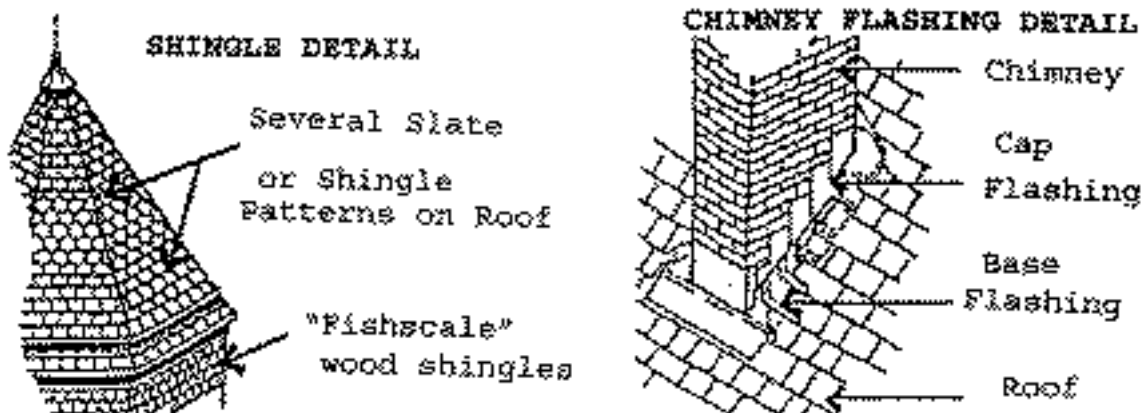 SHINGLE DETAIL
Several Slate
or Shingle
Patterns on Roof
"Fishscale"
wood shingles
CHIMNEY FLASHING DETAIL
Chimney
Cap
Flashing
Base
Flashing
Roof